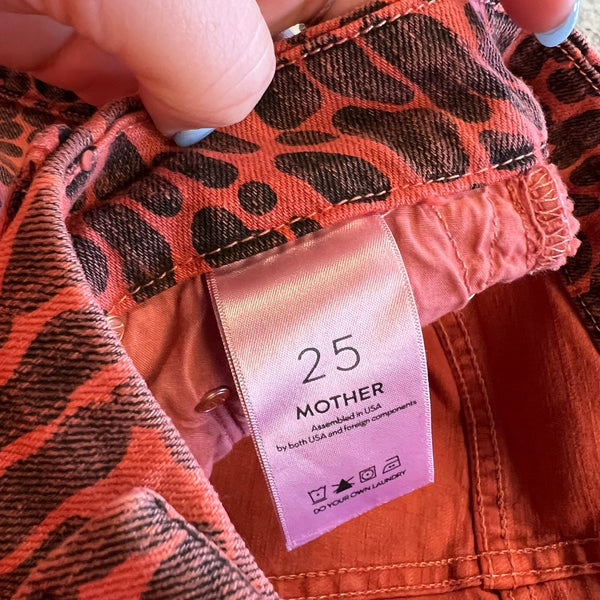 25
MOTHER
Assembled in USA
by both USA and foreign components
DO YOUR OWN LAUNDRY